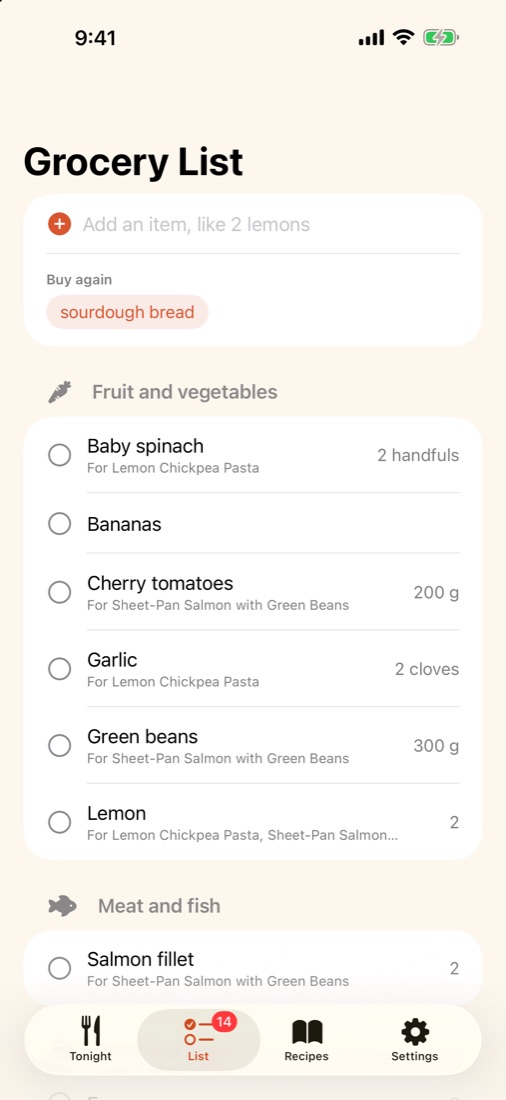 9:41
Grocery List
Add an item, like 2 lemons
Buy again
sourdough bread
Fruit and vegetables
Baby spinach
2 handfuls
For Lemon Chickpea Pasta
Bananas
Cherry tomatoes
200 g
For Sheet-Pan Salmon with Green Beans
Garlic
2 cloves
For Lemon Chickpea Pasta
Green beans
300 g
For Sheet-Pan Salmon with Green Beans
Lemon
2
For Lemon Chickpea Pasta, Sheet-Pan Salmon...
Meat and fish
Salmon fillet
2
For Sheet-Pan Salmon with Green Beans
14
Tonight
List
Recipes
Settings